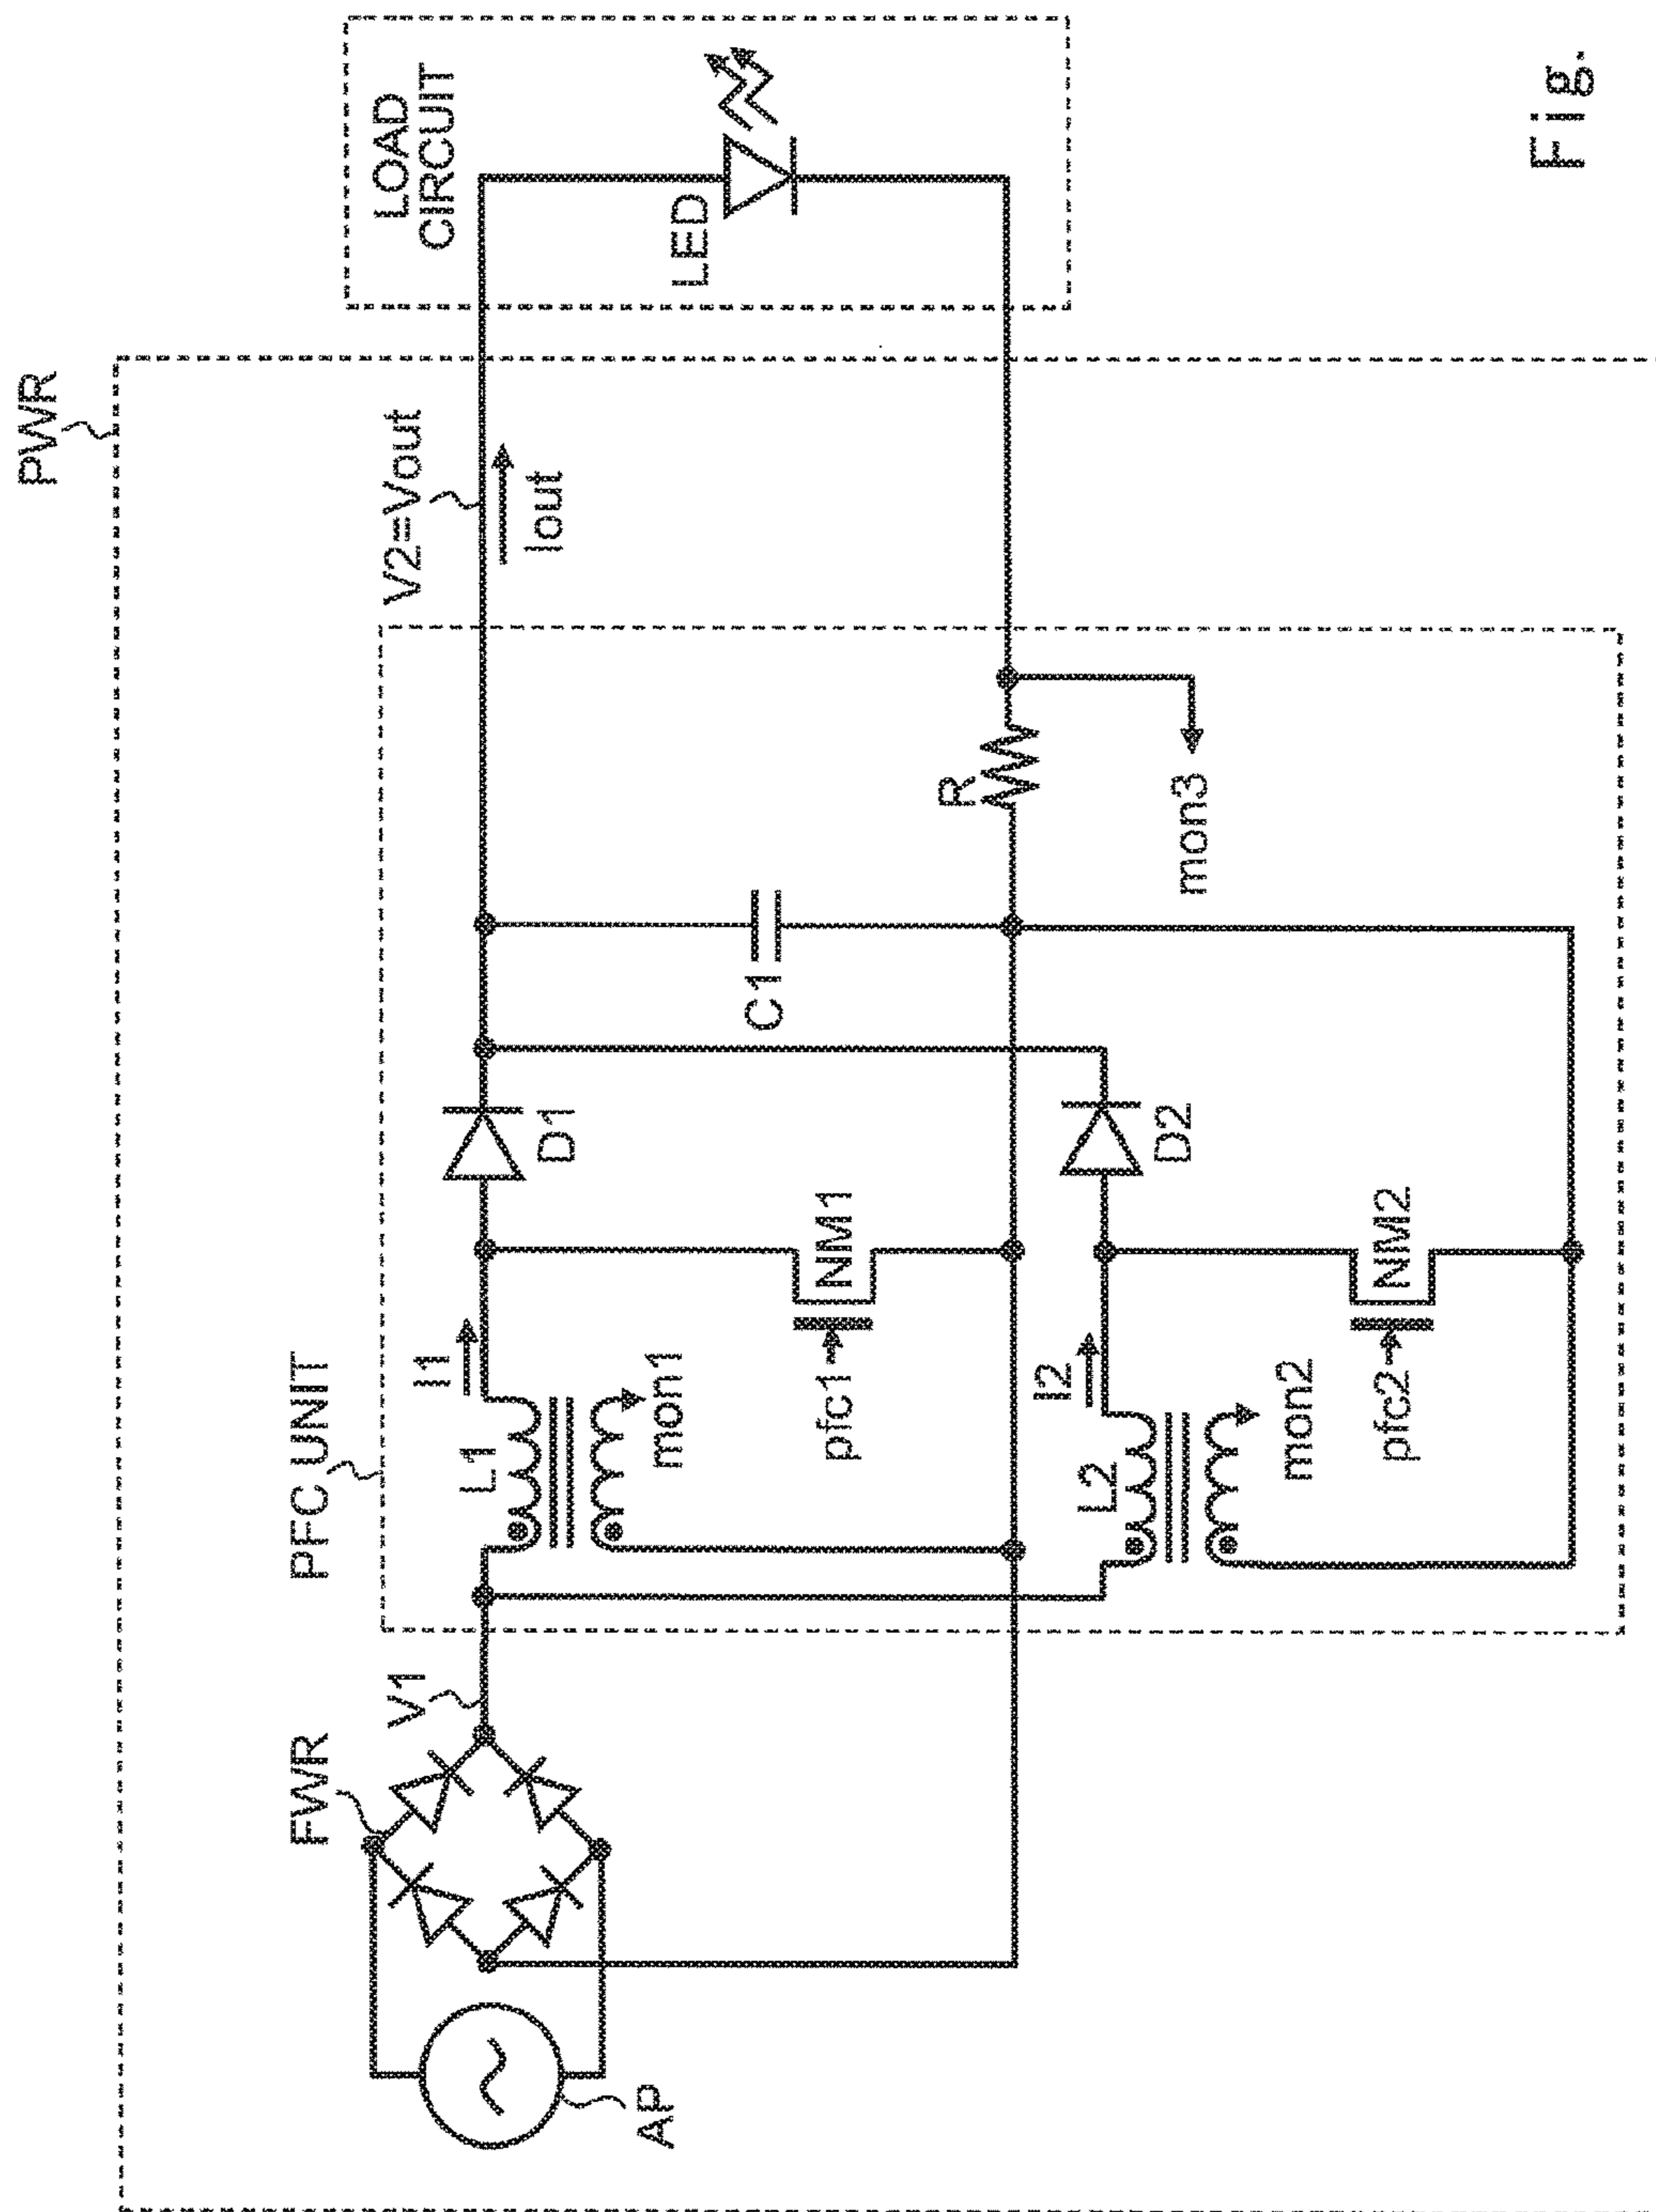 PWR
V2=Vout
Iout
LOAD
CIRCUIT
LED
PFC UNIT
FWR
V1
AP
I1
L1
mon1
D1
C1
pfc1
NM1
R
mon3
I2
L2
mon2
D2
pfc2
NM2
Fig.